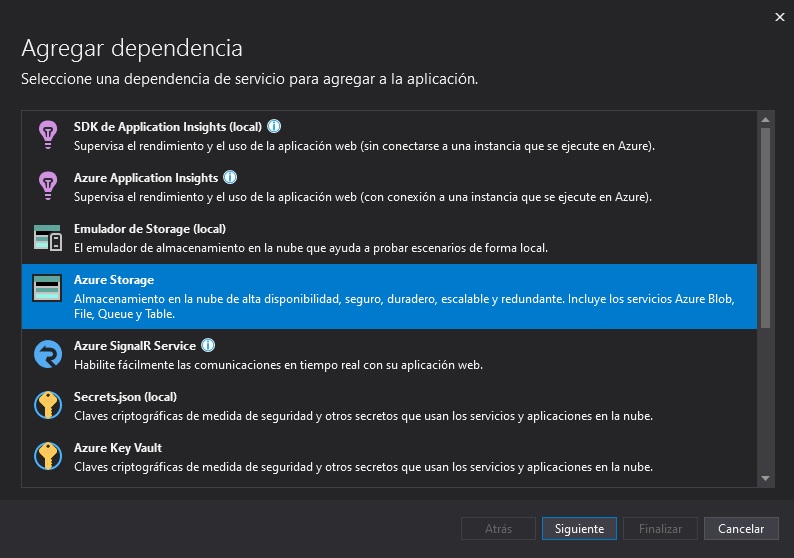 Agregar dependencia
Seleccione una dependencia de servicio para agregar a la aplicación.
SDK de Application Insights (local)
Supervisa el rendimiento y el uso de la aplicación web (sin conectarse a una instancia que se ejecute en Azure).
Azure Application Insights
Supervisa el rendimiento y el uso de la aplicación web (con conexión a una instancia que se ejecute en Azure).
Emulador de Storage (local)
El emulador de almacenamiento en la nube que ayuda a probar escenarios de forma local.
Azure Storage
Almacenamiento en la nube de alta disponibilidad, seguro, duradero, escalable y redundante. Incluye los servicios Azure Blob,
File, Queue y Table.
Azure SignalR Service
Habilite fácilmente las comunicaciones en tiempo real con su aplicación web.
Secrets.json (local)
Claves criptográficas de medida de seguridad y otros secretos que usan los servicios y aplicaciones en la nube.
Azure Key Vault
Claves criptográficas de medida de seguridad y otros secretos que usan los servicios y aplicaciones en la nube.
Atrás Siguiente Finalizar Cancelar